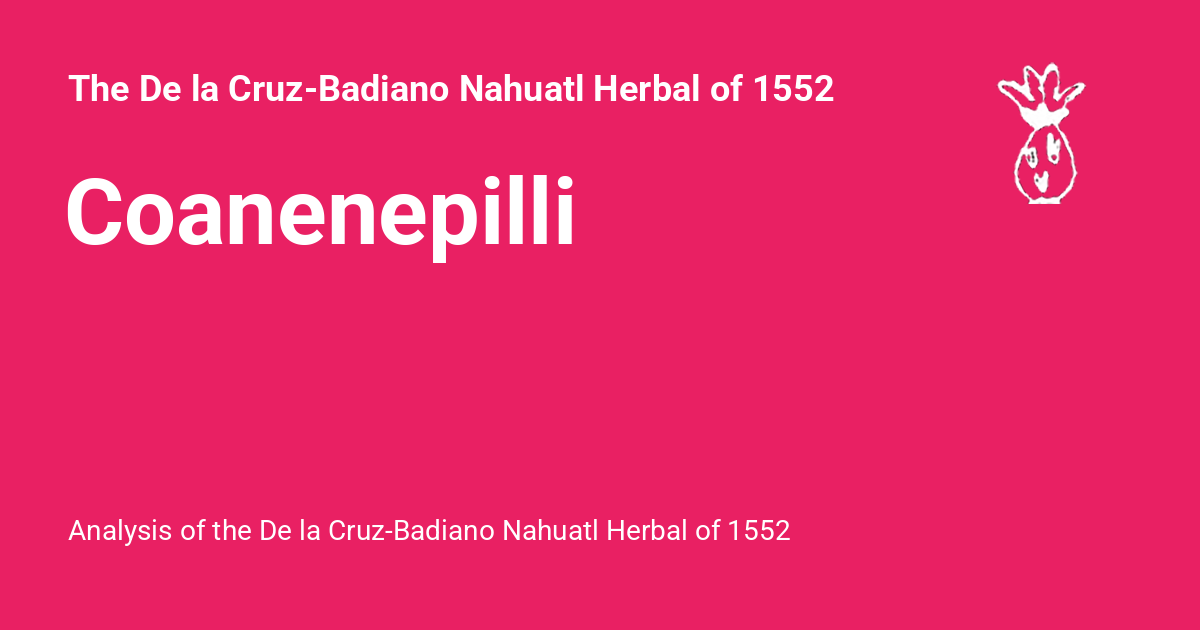 The De la Cruz-Badiano Nahuatl Herbal of 1552
Coanenepilli
Analysis of the De la Cruz-Badiano Nahuatl Herbal of 1552